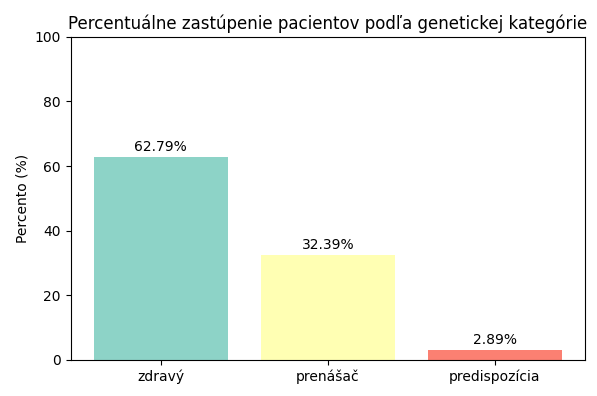 Percentuálne zastúpenie pacientov podľa genetickej kategórie
Percento (%)
100
80
60
40
20
0
62.79%
32.39%
2.89%
zdravý
prenášač
predispozícia